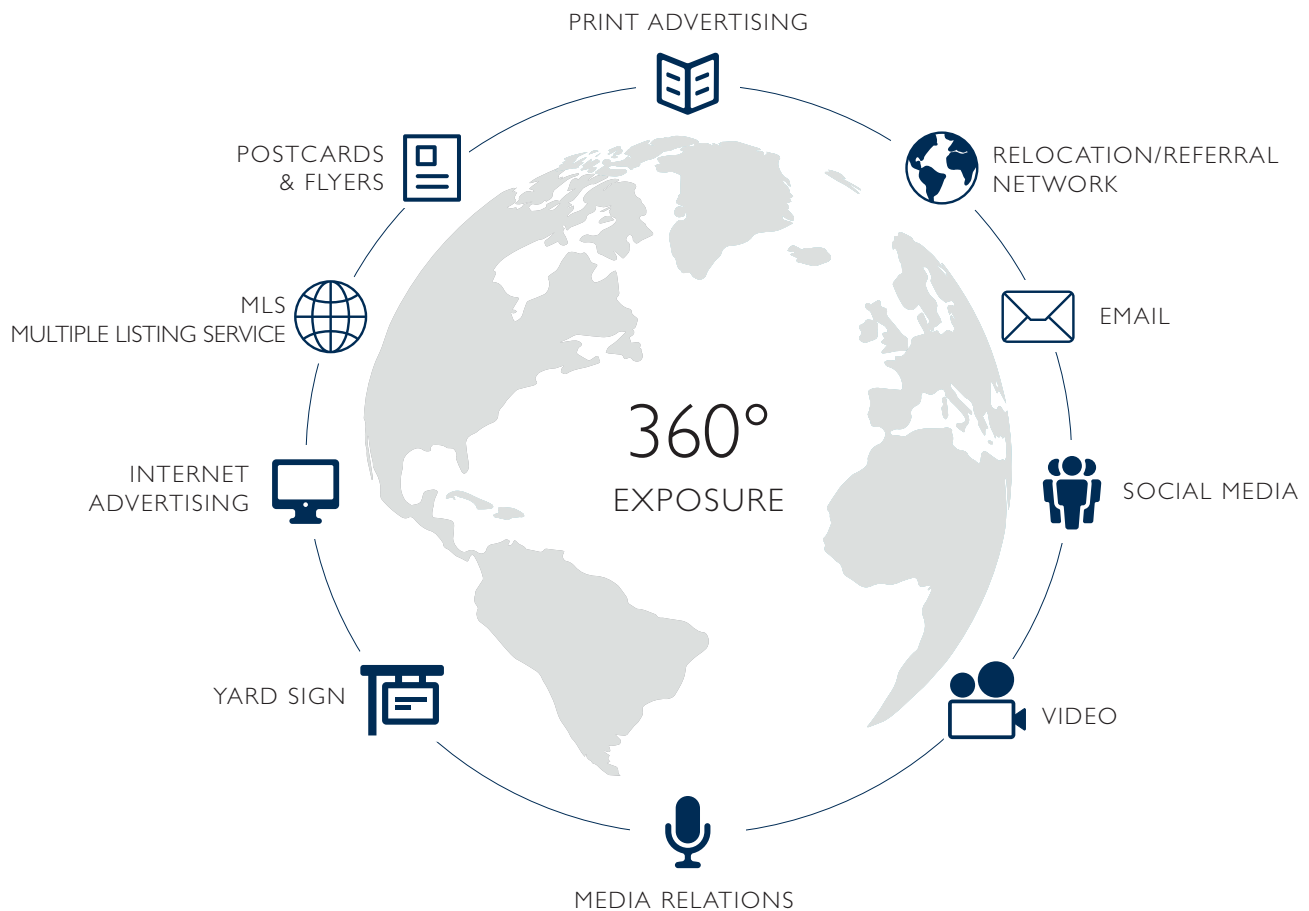 PRINT ADVERTISING
POSTCARDS
& FLYERS
RELOCATION/REFERRAL
NETWORK
MLS
MULTIPLE LISTING SERVICE
EMAIL
360°
EXPOSURE
INTERNET
ADVERTISING
SOCIAL MEDIA
YARD SIGN
VIDEO
MEDIA RELATIONS